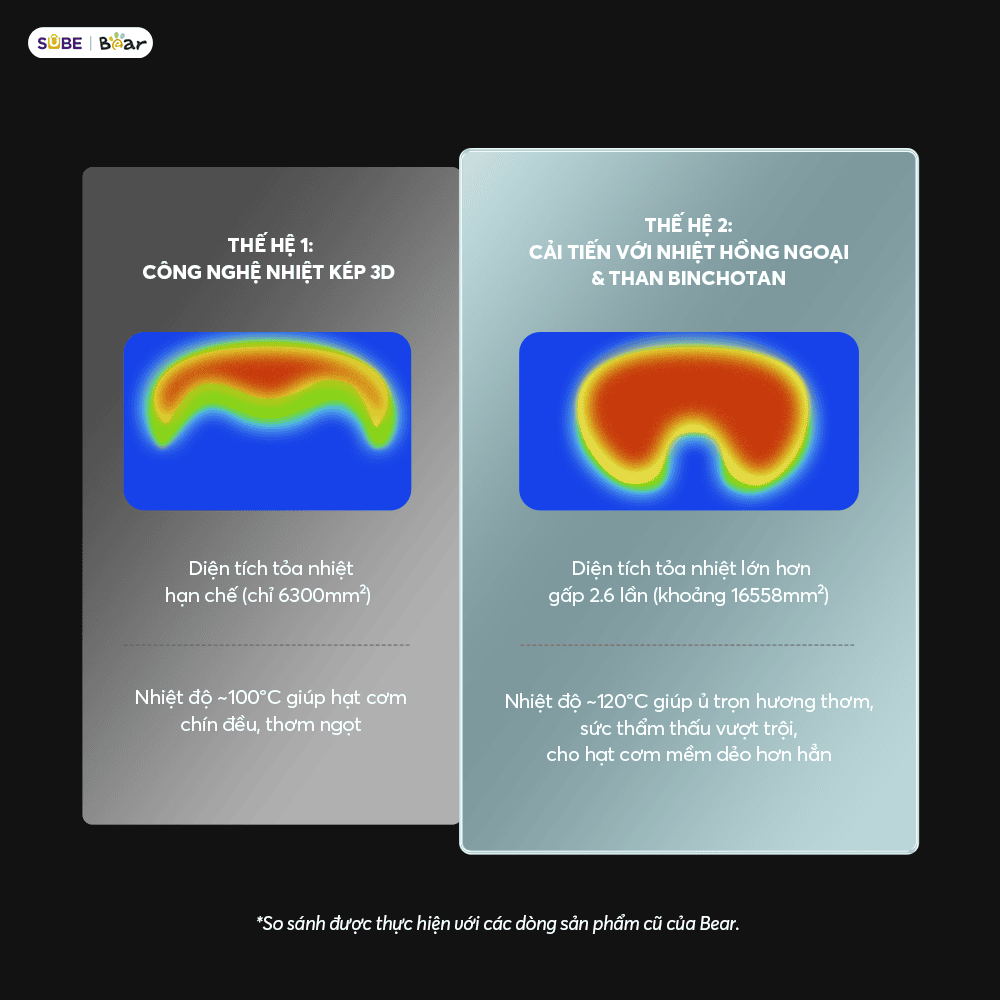 SUBE | Bear
THẾ HỆ 1:
CÔNG NGHỆ NHIỆT KÉP 3D
Diện tích tỏa nhiệt
hạn chế (chỉ 6300mm²)
Nhiệt độ ~100°C giúp hạt cơm
chín đều, thơm ngọt
THẾ HỆ 2:
CẢI TIẾN VỚI NHIỆT HỒNG NGOẠI
& THAN BINCHOTAN
Diện tích tỏa nhiệt lớn hơn
gấp 2.6 lần (khoảng 16558mm²)
Nhiệt độ ~120°C giúp ủ trọn hương thơm,
sức thẩm thấu vượt trội,
cho hạt cơm mềm dẻo hơn hẳn
*So sánh được thực hiện với các dòng sản phẩm cũ của Bear.